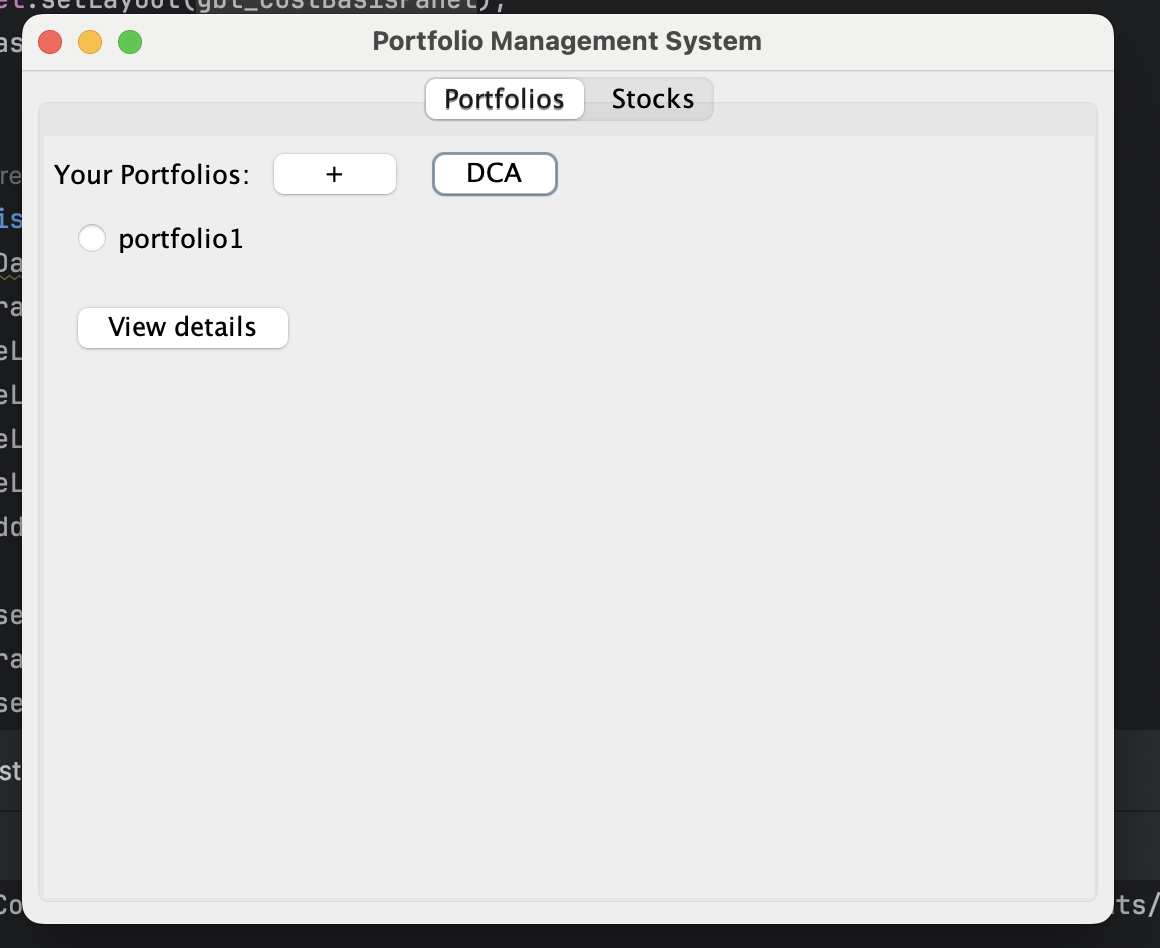 Portfolio Management System
Portfolios Stocks
Your Portfolios: + DCA
portfolio1
View details